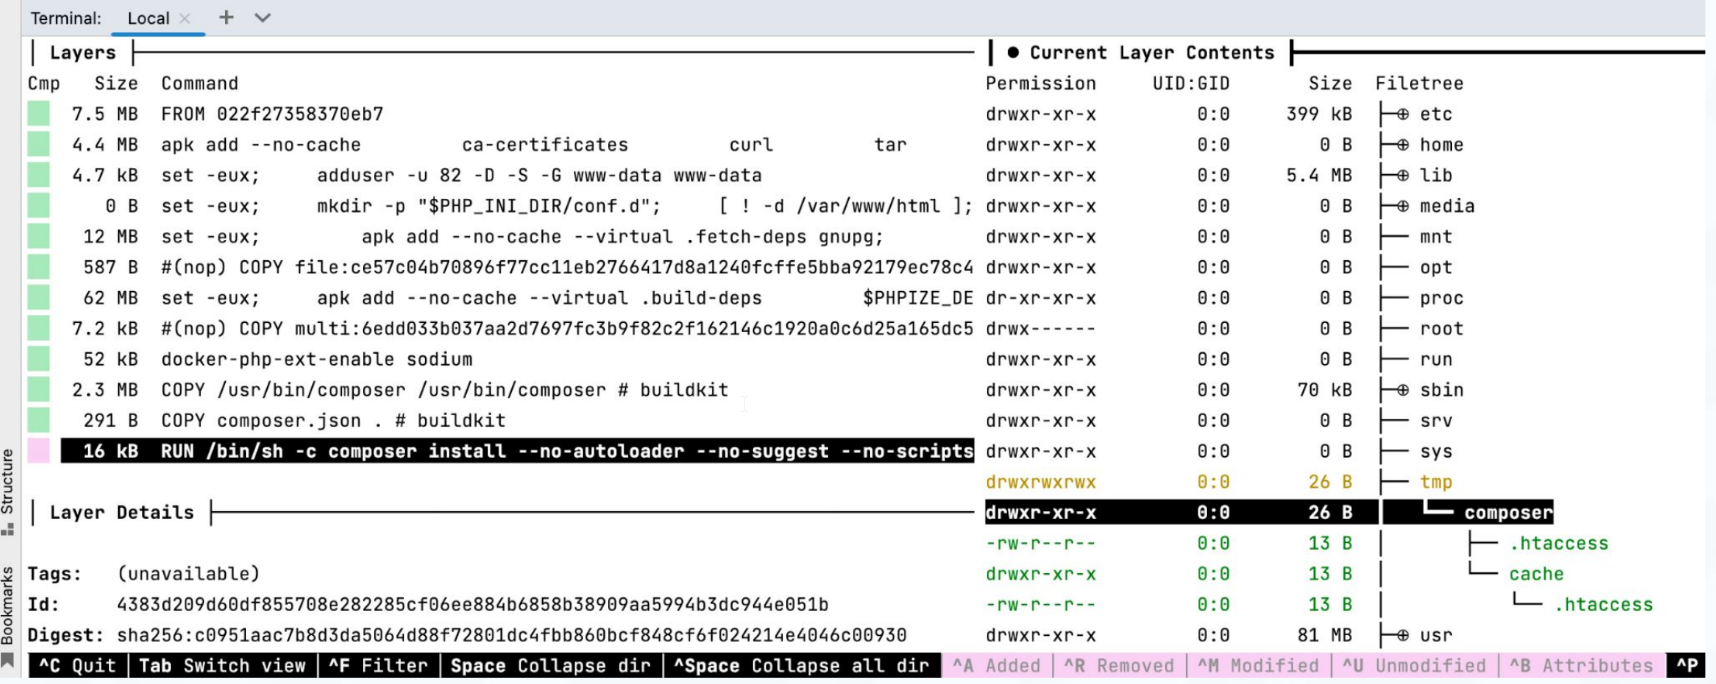 Terminal: Local × + ∨
Layers
Cmp Size Command
7.5 MB FROM 022f27358370eb7
4.4 MB apk add --no-cache ca-certificates curl tar
4.7 kB set -eux; adduser -u 82 -D -S -G www-data www-data
0 B set -eux; mkdir -p "$PHP_INI_DIR/conf.d"; [ ! -d /var/www/html ];
12 MB set -eux; apk add --no-cache --virtual .fetch-deps gnupg;
587 B #(nop) COPY file:ce57c04b70896f77cc11eb2766417d8a1240fcffe5bba92179ec78c4
62 MB set -eux; apk add --no-cache --virtual .build-deps $PHPIZE_DE
7.2 kB #(nop) COPY multi:6edd033b037aa2d7697fc3b9f82c2f162146c1920a0c6d25a165dc5
52 kB docker-php-ext-enable sodium
2.3 MB COPY /usr/bin/composer /usr/bin/composer # buildkit
291 B COPY composer.json . # buildkit
16 kB RUN /bin/sh -c composer install --no-autoloader --no-suggest --no-scripts
Layer Details
Tags: (unavailable)
Id: 4383d209d60df855708e282285cf06ee884b6858b38909aa5994b3dc944e051b
Digest: sha256:c0951aac7b8d3da5064d88f72801dc4fbb860bcf848cf6f024214e4046c00930
● Current Layer Contents
Permission UID:GID Size Filetree
drwxr-xr-x 0:0 399 kB ├─⊕ etc
drwxr-xr-x 0:0 0 B ├─⊕ home
drwxr-xr-x 0:0 5.4 MB ├─⊕ lib
drwxr-xr-x 0:0 0 B ├─⊕ media
drwxr-xr-x 0:0 0 B ├── mnt
drwxr-xr-x 0:0 0 B ├── opt
dr-xr-xr-x 0:0 0 B ├── proc
drwx------ 0:0 0 B ├── root
drwxr-xr-x 0:0 0 B ├── run
drwxr-xr-x 0:0 70 kB ├─⊕ sbin
drwxr-xr-x 0:0 0 B ├── srv
drwxr-xr-x 0:0 0 B ├── sys
drwxrwxrwx 0:0 26 B ├── tmp
drwxr-xr-x 0:0 26 B │ └── composer
-rw-r--r-- 0:0 13 B │ ├── .htaccess
drwxr-xr-x 0:0 13 B │ └── cache
-rw-r--r-- 0:0 13 B │ └── .htaccess
drwxr-xr-x 0:0 81 MB ├─⊕ usr
^C Quit | Tab Switch view | ^F Filter | Space Collapse dir | ^Space Collapse all dir | ^A Added | ^R Removed | ^M Modified | ^U Unmodified | ^B Attributes | ^P
Structure
Bookmarks